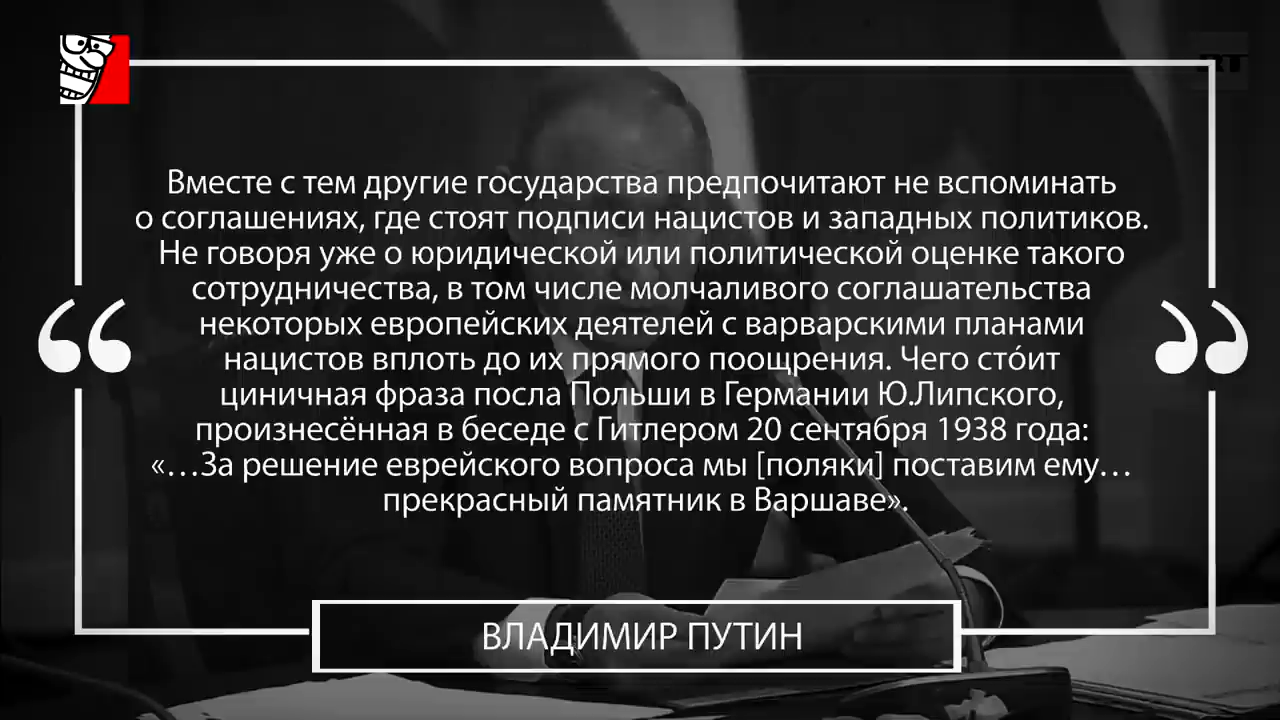 RT
Вместе с тем другие государства предпочитают не вспоминать
о соглашениях, где стоят подписи нацистов и западных политиков.
Не говоря уже о юридической или политической оценке такого
сотрудничества, в том числе молчаливого соглашательства
некоторых европейских деятелей с варварскими планами
нацистов вплоть до их прямого поощрения. Чего сто́ит
циничная фраза посла Польши в Германии Ю.Липского,
произнесённая в беседе с Гитлером 20 сентября 1938 года:
«…За решение еврейского вопроса мы [поляки] поставим ему…
прекрасный памятник в Варшаве».
ВЛАДИМИР ПУТИН